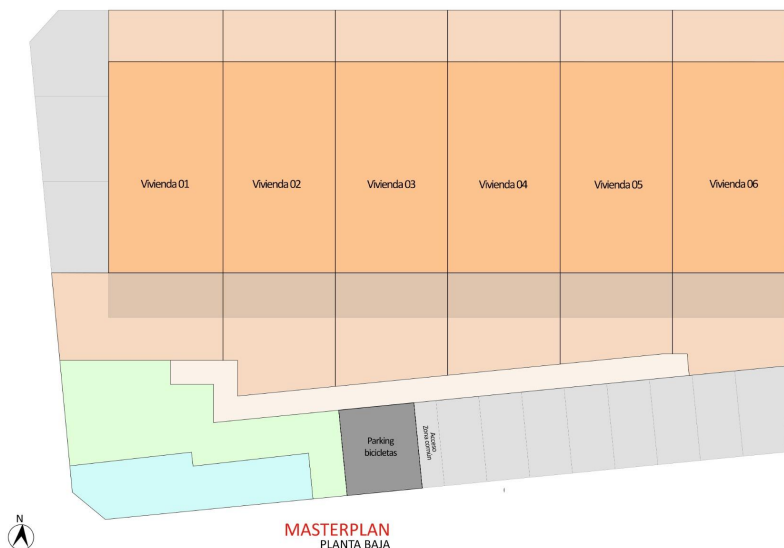 Vivienda 01
Vivienda 02
Vivienda 03
Vivienda 04
Vivienda 05
Vivienda 06
Parking
bicicletas
Acceso
Zona común
N
MASTERPLAN
PLANTA BAJA